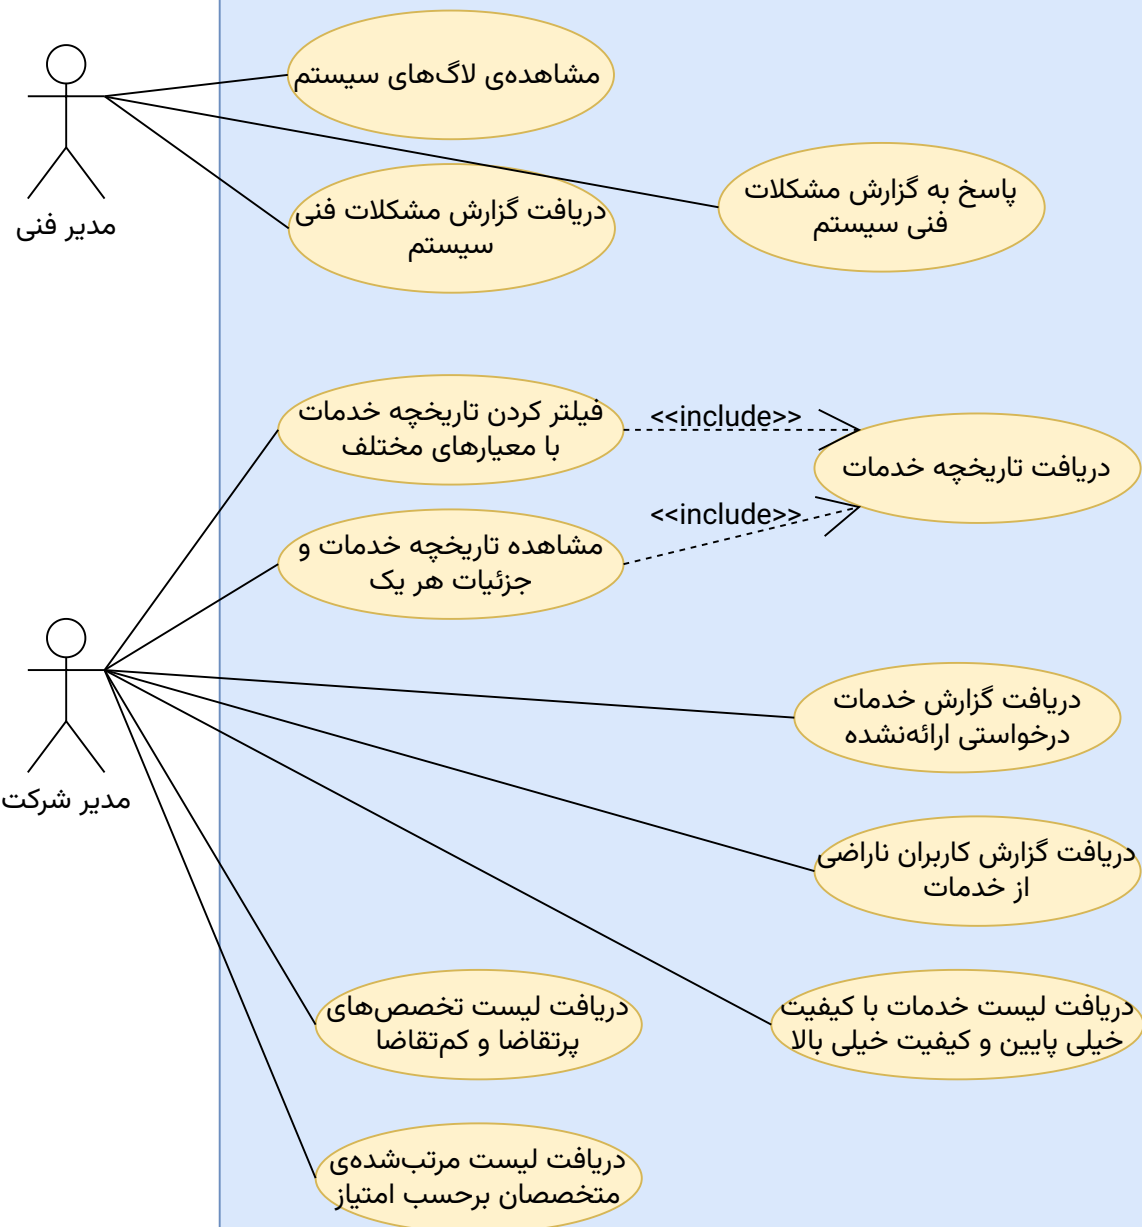 مشاهده‌ی لاگ‌های سیستم
پاسخ به گزارش مشکلات
فنی سیستم
دریافت گزارش مشکلات فنی
سیستم
مدیر فنی
فیلتر کردن تاریخچه خدمات
با معیارهای مختلف
<<include>>
دریافت تاریخچه خدمات
<<include>>
مشاهده تاریخچه خدمات و
جزئیات هر یک
دریافت گزارش خدمات
درخواستی ارائه‌نشده
مدیر شرکت
دریافت گزارش کاربران ناراضی
از خدمات
دریافت لیست تخصص‌های
پرتقاضا و کم‌تقاضا
دریافت لیست خدمات با کیفیت
خیلی پایین و کیفیت خیلی بالا
دریافت لیست مرتب‌شده‌ی
متخصصان برحسب امتیاز